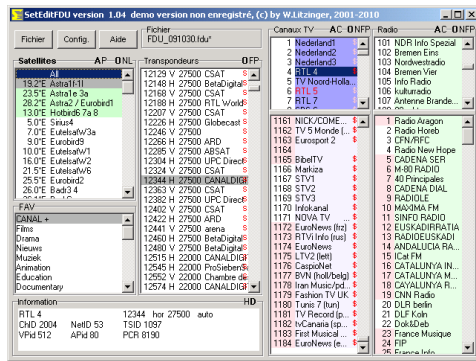 SetEditFDU version 1.04 demo version non enregistré, (c) by W.Litzinger, 2001-2010
Fichier
Config.
Aide
Fichier
FDU_091030.fdu*
Satellites AP ONL
All
19.2°E Astra1f-1l
23.5°E Astra1e 3a
28.2°E Astra2 / Eurobird1
13.0°E Hotbird6 7a 8
5.0°E Sirius4
7.0°E EutelsatW3a
9.0°E Eurobird9
10.0°E EutelsatW1
16.0°E EutelsatW2
21.5°E EutelsatW6
25.5°E Eurobird2
26.0°E Badr3 4
FAV
CANAL +
Films
Drama
Nieuws
Muziek
Animation
Education
Documentary
Transpondeurs OFP
12129 V 27500 CSAT
12148 H 27500 BetaDigital$
12168 V 27500 CSAT
12188 H 27500 RTL World$
12207 V 27500 CSAT
12226 H 27500 Globecast $
12246 V 27500 CSAT
12266 H 27500 ARD
12285 V 27500 ABSAT
12304 H 27500 UPC Direct$
12324 V 27500 CSAT
12344 H 27500 CANALDIGI
12363 V 27500 CSAT
12382 H 27500 UPC Direct$
12402 V 27500 CSAT
12422 H 27500 ARD
12441 V 27500 arena
12460 H 27500 BetaDigital$
12480 V 27500 BetaDigital$
12515 H 22000 CANALDIGI
12545 H 22000 ProSieben$
12552 V 22000 Chambre de
12574 H 22000 CANALDIGI
Canaux TV AC ONFP
1 Nederland1
2 Nederland2
3 Nederland3
4 RTL 4
5 TV Noord-Holla...
6 RTL 5
7 RTL 7
1161 NICK/COME...
1162 TV 5 Monde (...
1163 Eurosport 2
1164
1165 BibelTV
1166 Markiza
1167 STV1
1168 STV2
1169 STV3
1170 Infokanal
1171 NOVA TV ...
1172 EuroNews (frz)
1173 RTVi Info (rus)
1174 EuroNews
1175 LTV2 (lett)
1176 CaspioNet
1177 BVN (holl/belg)
1178 Iran Music/pd...
1179 Fashion TV UK
1180 Tunis 7 (tun)
1181 TV Record (p...
1182 tvCanaria (sp...
1183 First Musical ...
1184 EuroNews (e...
Radio AC ONFP
101 NDR Info Spezial
102 Bremen Eins
103 Nordwestradio
104 Bremen Vier
105 Info Radio
106 kulturradio
107 Antenne Brande...
1 Radio Aragon
2 Radio Horeb
3 CFN/RFC
4 Radio New Hope
5 CADENA SER
6 M-80 RADIO
7 40 Principales
8 CADENA DIAL
9 RADIOLE
10 MAXIMA FM
11 SINFO RADIO
12 EUSKADIRRATIA
13 RADIOEUSKADI
14 ANDALUCIA RA...
15 ICat FM
16 CATALUNYA IN...
17 CATALUNYA M...
18 CAYALUNYA R...
19 CNN Radio
20 DLR Berlin
21 DLF Koln
22 Dok&Deb
23 France Musique
24 FIP
25 France Info
Information HD
RTL 4 12344 hor 27500 auto
ChID 2004 NetID 53 TSID 1097
VPid 512 APid 80 PCR 8190